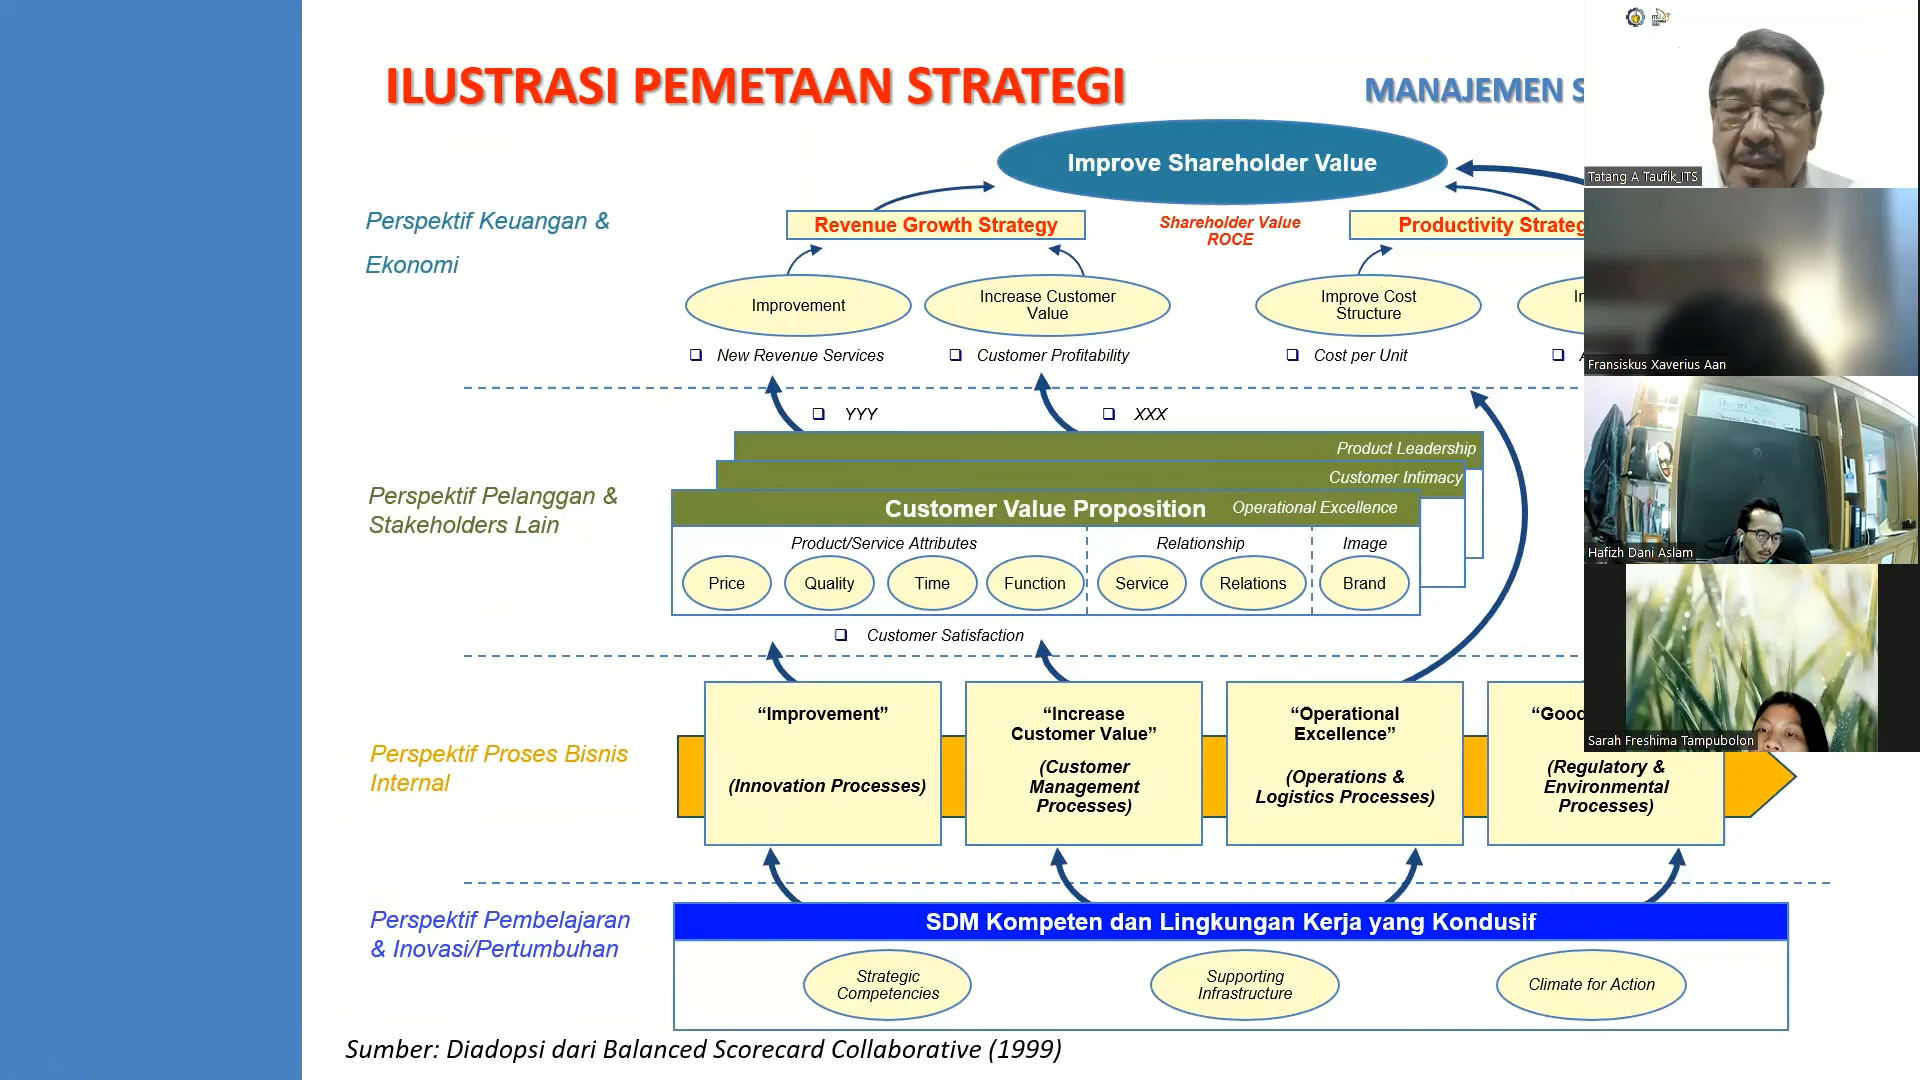 ILUSTRASI PEMETAAN STRATEGI
MANAJEMEN
Improve Shareholder Value
Perspektif Keuangan &
Ekonomi
Revenue Growth Strategy
Shareholder Value
ROCE
Productivity
Improvement
Increase Customer
Value
Improve Cost
Structure
New Revenue Services
Customer Profitability
Cost per Unit
YYY
XXX
Perspektif Pelanggan &
Stakeholders Lain
Product Leadership
Customer Intimacy
Customer Value Proposition
Operational Excellence
Product/Service Attributes
Relationship
Image
Price
Quality
Time
Function
Service
Relations
Brand
Customer Satisfaction
Perspektif Proses Bisnis
Internal
“Improvement”
(Innovation Processes)
“Increase
Customer Value”
(Customer
Management
Processes)
“Operational
Excellence”
(Operations &
Logistics Processes)
“Good
(Regulatory &
Environmental
Processes)
Perspektif Pembelajaran
& Inovasi/Pertumbuhan
SDM Kompeten dan Lingkungan Kerja yang Kondusif
Strategic
Competencies
Supporting
Infrastructure
Climate for Action
Sumber: Diadopsi dari Balanced Scorecard Collaborative (1999)
Tatang A Taufik_ITS
Fransiskus Xaverius Aan
Hafizh Dani Aslam
Sarah Freshima Tampubolon